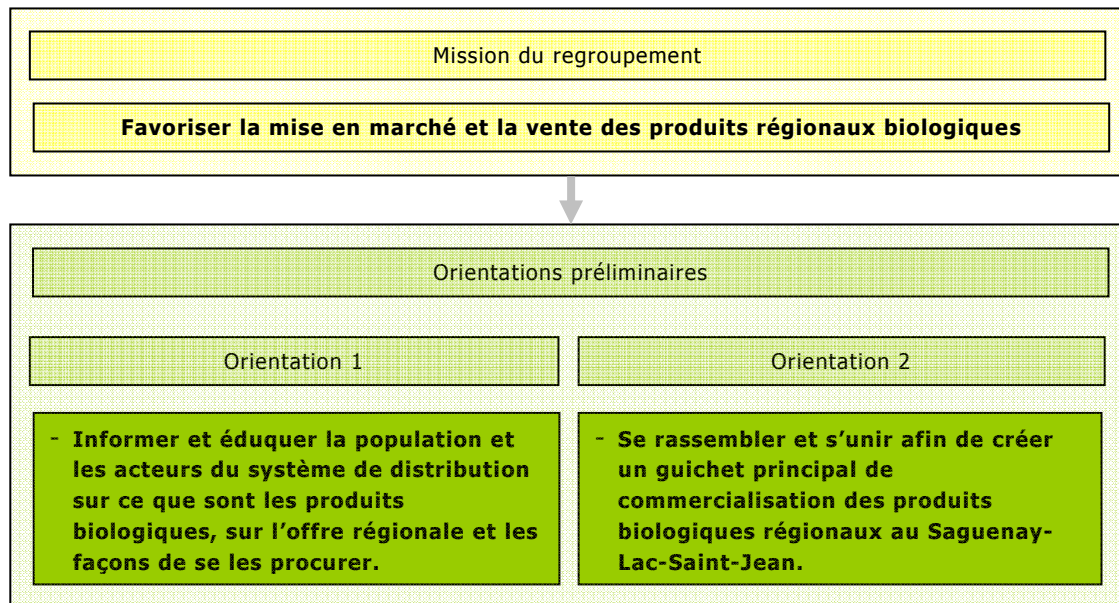 Mission du regroupement
Favoriser la mise en marché et la vente des produits régionaux biologiques
Orientations préliminaires
Orientation 1
- Informer et éduquer la population et
les acteurs du système de distribution
sur ce que sont les produits
biologiques, sur l’offre régionale et les
façons de se les procurer.
Orientation 2
- Se rassembler et s’unir afin de créer
un guichet principal de
commercialisation des produits
biologiques régionaux au Saguenay-
Lac-Saint-Jean.